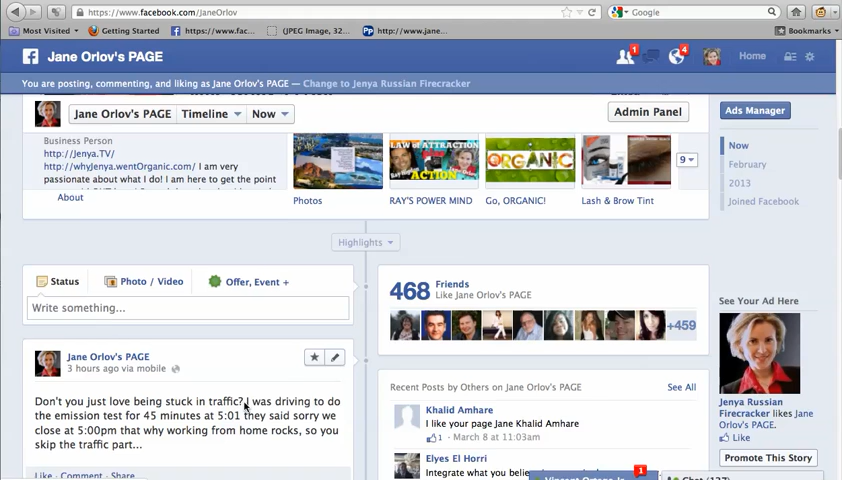 https://www.facebook.com/JaneOrlov
Google
Most Visited
Getting Started
https://www.fac...
(JPEG Image, 32...
http://www.jane...
Bookmarks
Jane Orlov's PAGE
1
4
Home
You are posting, commenting, and liking as Jane Orlov's PAGE — Change to Jenya Russian Firecracker
Jane Orlov's PAGE
Timeline
Now
Admin Panel
Ads Manager
Business Person
http://Jenya.TV/
http://whyJenya.wentOrganic.com/ I am very
passionate about what I do! I am here to get the point
About
LAW of ATTRACTION
ACTION
ORGANIC
9
Photos
RAY'S POWER MIND
Go, ORGANIC!
Lash & Brow Tint
Now
February
2013
Joined Facebook
Highlights
Status
Photo / Video
Offer, Event +
Write something...
468 Friends
Like Jane Orlov's PAGE
+459
See Your Ad Here
Jane Orlov's PAGE
3 hours ago via mobile
Don't you just love being stuck in traffic? I was driving to do
the emission test for 45 minutes at 5:01 they said sorry we
close at 5:00pm that why working from home rocks, so you
skip the traffic part...
Like · Comment · Share
Recent Posts by Others on Jane Orlov's PAGE
See All
Khalid Amhare
I like your page Jane Khalid Amhare
1 · March 8 at 11:03am
Elyes El Horri
Jenya Russian
Firecracker likes Jane
Orlov's PAGE.
Like
Promote This Story
1